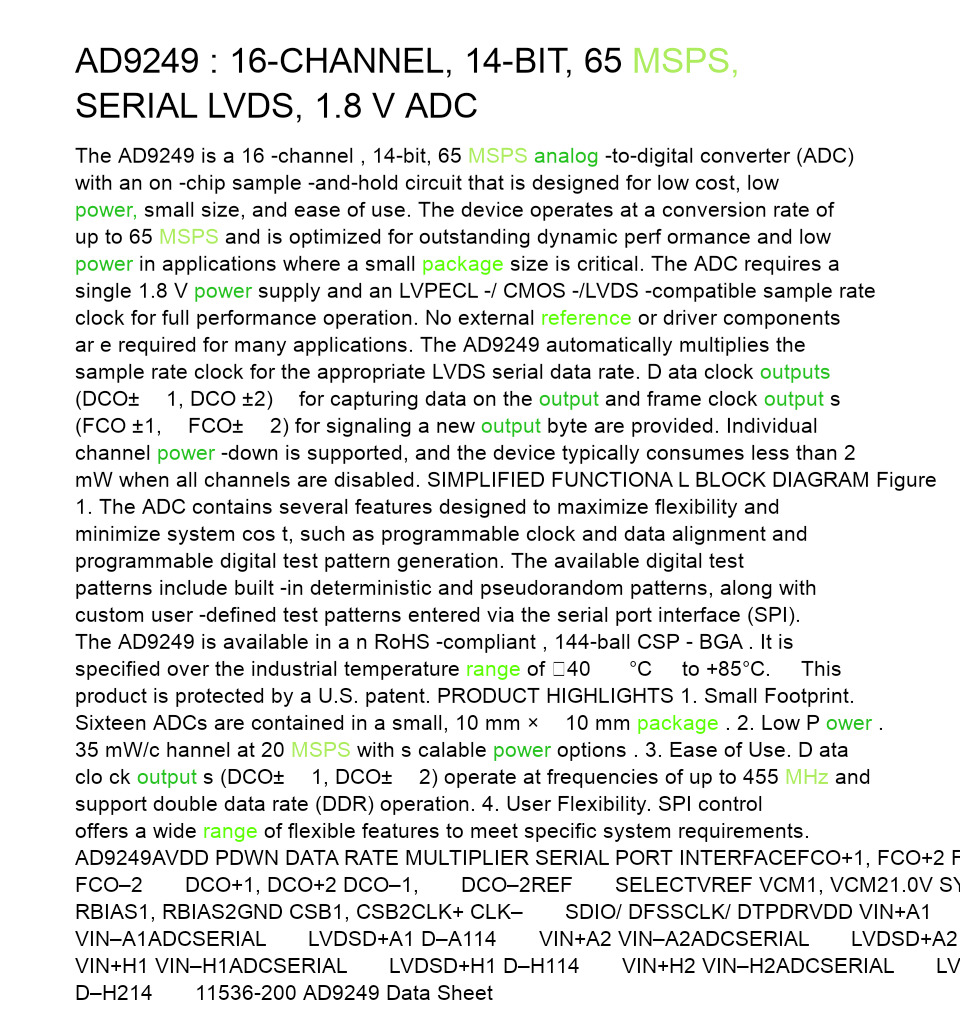 AD9249 : 16-CHANNEL, 14-BIT, 65 MSPS,
SERIAL LVDS, 1.8 V ADC
The AD9249 is a 16 -channel , 14-bit, 65 MSPS analog -to-digital converter (ADC)
with an on -chip sample -and-hold circuit that is designed for low cost, low
power, small size, and ease of use. The device operates at a conversion rate of
up to 65 MSPS and is optimized for outstanding dynamic perf ormance and low
power in applications where a small package size is critical. The ADC requires a
single 1.8 V power supply and an LVPECL -/ CMOS -/LVDS -compatible sample rate
clock for full performance operation. No external reference or driver components
ar e required for many applications. The AD9249 automatically multiplies the
sample rate clock for the appropriate LVDS serial data rate. D ata clock outputs
(DCO± 1, DCO ±2) for capturing data on the output and frame clock output s
(FCO ±1, FCO± 2) for signaling a new output byte are provided. Individual
channel power -down is supported, and the device typically consumes less than 2
mW when all channels are disabled. SIMPLIFIED FUNCTIONA L BLOCK DIAGRAM Figure
1. The ADC contains several features designed to maximize flexibility and
minimize system cos t, such as programmable clock and data alignment and
programmable digital test pattern generation. The available digital test
patterns include built -in deterministic and pseudorandom patterns, along with
custom user -defined test patterns entered via the serial port interface (SPI).
The AD9249 is available in a n RoHS -compliant , 144-ball CSP - BGA . It is
specified over the industrial temperature range of □40 °C to +85°C. This
product is protected by a U.S. patent. PRODUCT HIGHLIGHTS 1. Small Footprint.
Sixteen ADCs are contained in a small, 10 mm × 10 mm package . 2. Low P ower .
35 mW/c hannel at 20 MSPS with s calable power options . 3. Ease of Use. D ata
clo ck output s (DCO± 1, DCO± 2) operate at frequencies of up to 455 MHz and
support double data rate (DDR) operation. 4. User Flexibility. SPI control
offers a wide range of flexible features to meet specific system requirements.
AD9249AVDD PDWN DATA RATE MULTIPLIER SERIAL PORT INTERFACEFCO+1, FCO+2 F
FCO–2 DCO+1, DCO+2 DCO–1, DCO–2REF SELECTVREF VCM1, VCM21.0V SY
RBIAS1, RBIAS2GND CSB1, CSB2CLK+ CLK– SDIO/ DFSSCLK/ DTPDRVDD VIN+A1
VIN–A1ADCSERIAL LVDSD+A1 D–A114 VIN+A2 VIN–A2ADCSERIAL LVDSD+A2
VIN+H1 VIN–H1ADCSERIAL LVDSD+H1 D–H114 VIN+H2 VIN–H2ADCSERIAL LV
D–H214 11536-200 AD9249 Data Sheet